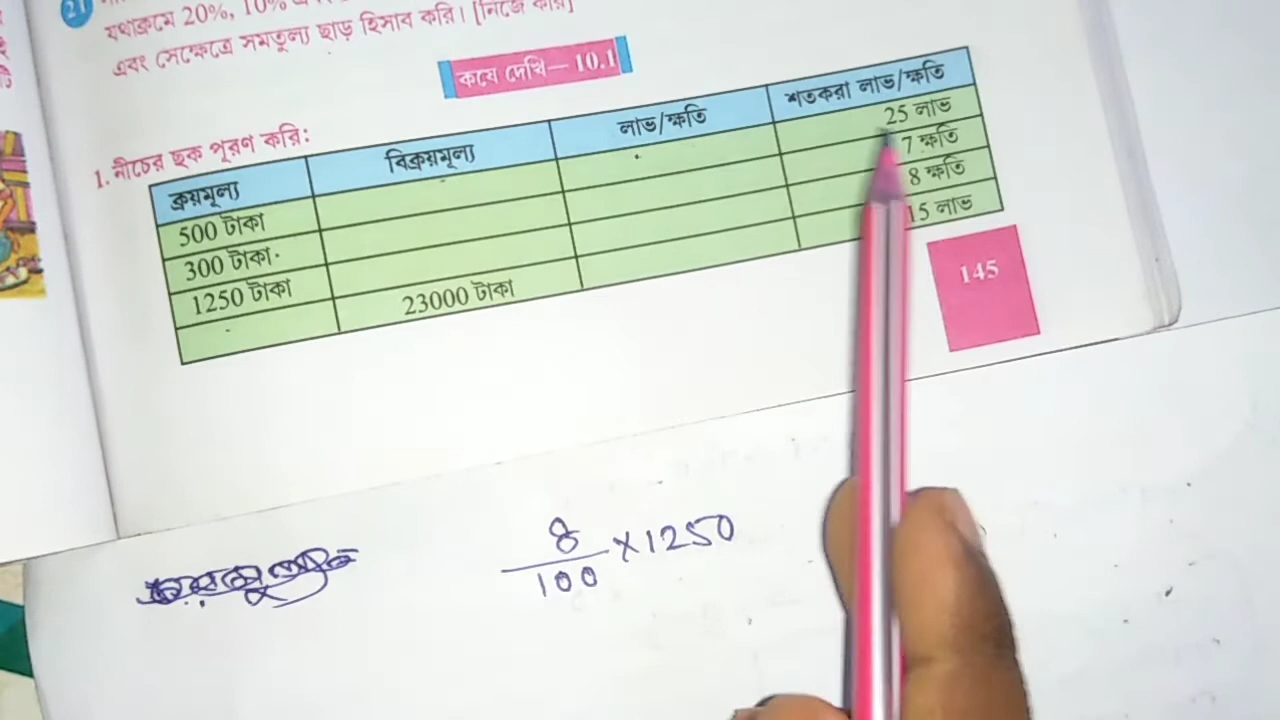 21
যথাক্রমে 20%, 10%
এবং সেক্ষেত্রে সমতুল্য ছাড় হিসাব করি। [নিজে করি]
কষে দেখি— 10.1
1. নীচের ছক পূরণ করি:
ক্রয়মূল্য বিক্রয়মূল্য লাভ/ক্ষতি শতকরা লাভ/ক্ষতি
500 টাকা 25 লাভ
300 টাকা 7 ক্ষতি
1250 টাকা 8 ক্ষতি
23000 টাকা 15 লাভ
145
8
100 × 1250